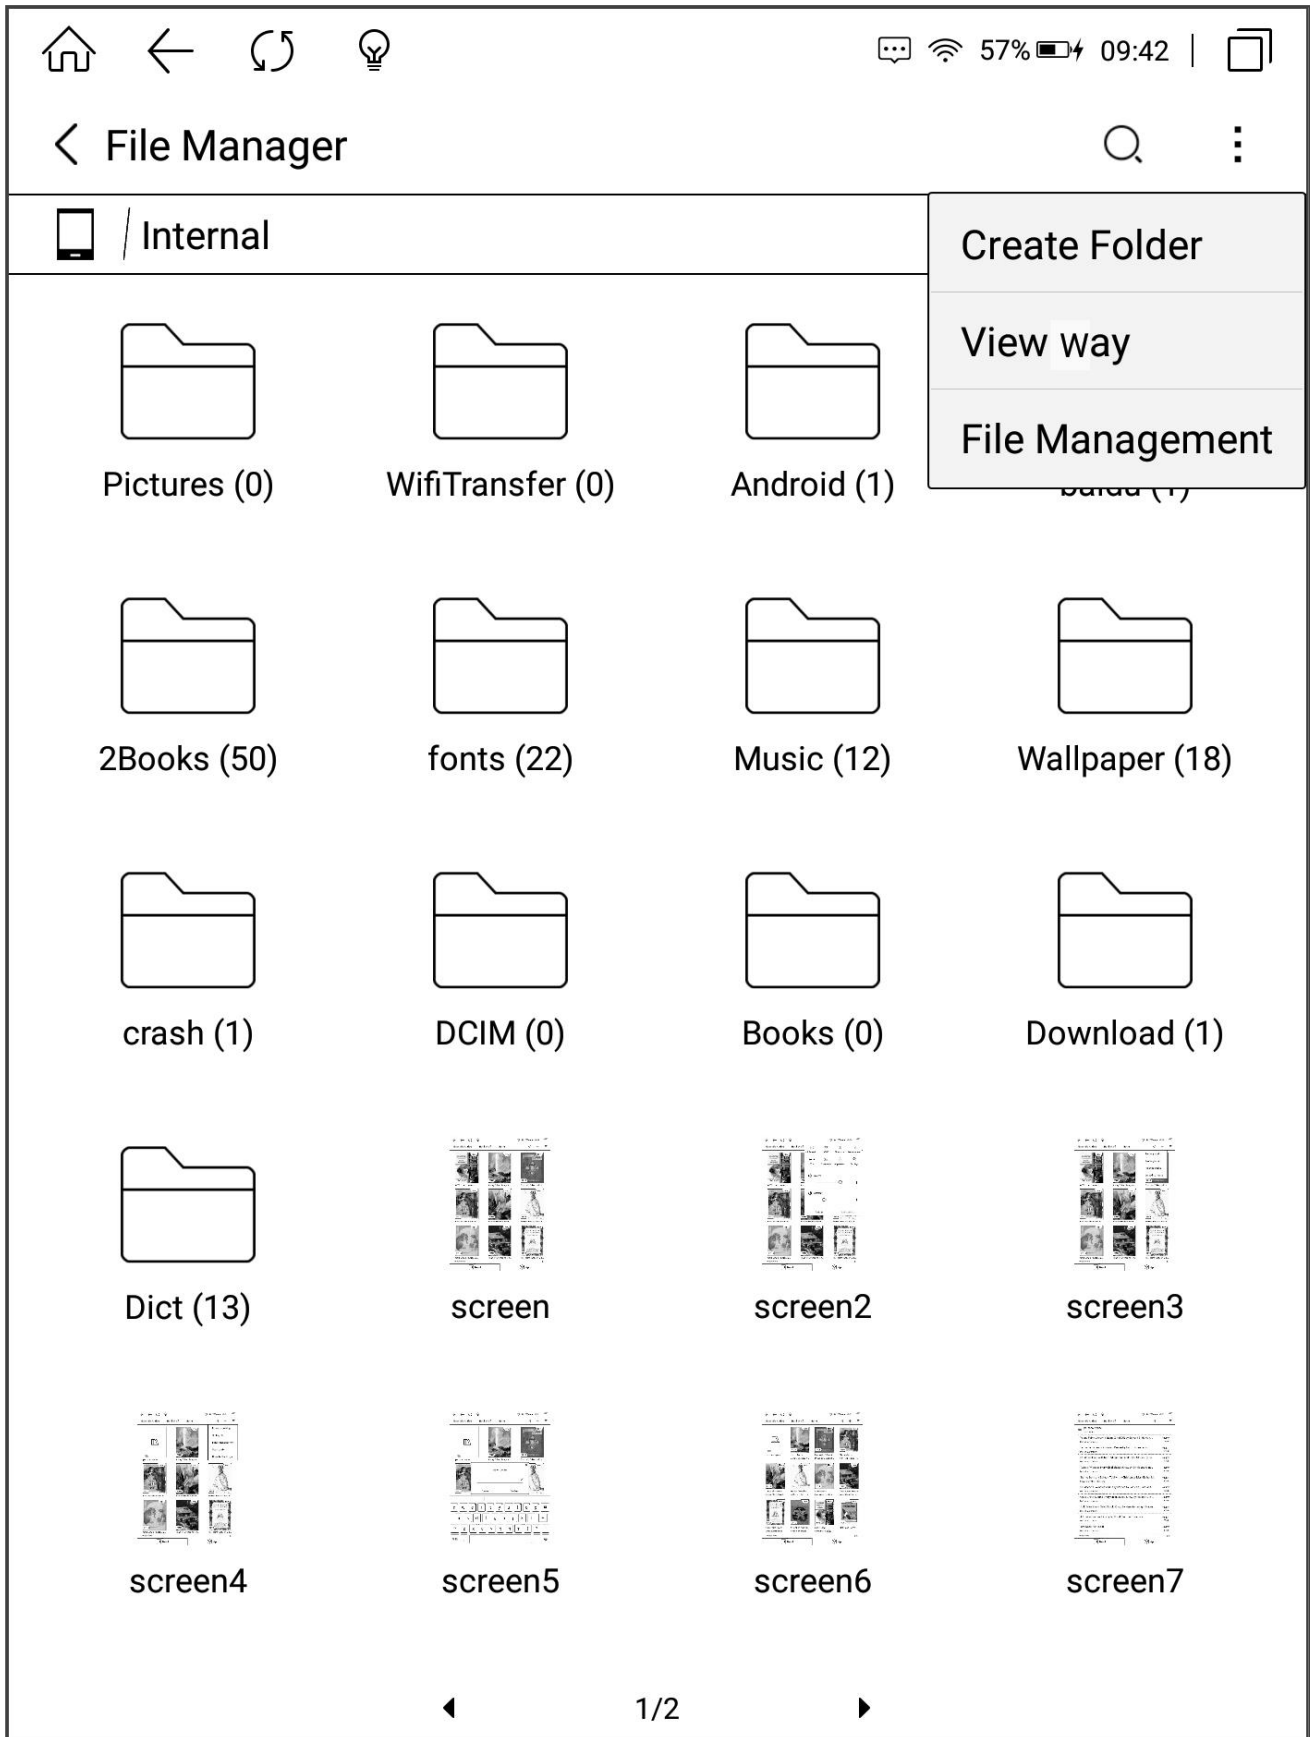 57% 09:42
File Manager
/ Internal
Create Folder
View way
File Management
Pictures (0) WifiTransfer (0) Android (1) baidu (1)
2Books (50) fonts (22) Music (12) Wallpaper (18)
crash (1) DCIM (0) Books (0) Download (1)
Dict (13) screen screen2 screen3
screen4 screen5 screen6 screen7
1/2